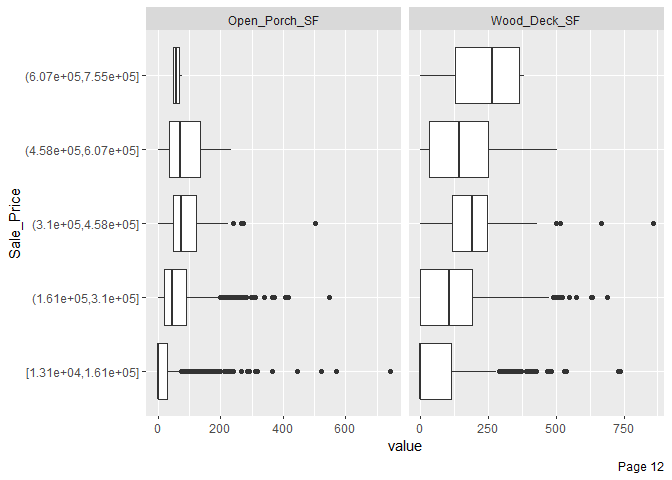 Open_Porch_SF
Wood_Deck_SF
Sale_Price
(6.07e+05,7.55e+05]
(4.58e+05,6.07e+05]
(3.1e+05,4.58e+05]
(1.61e+05,3.1e+05]
[1.31e+04,1.61e+05]
0 200 400 600
0 250 500 750
value
Page 12